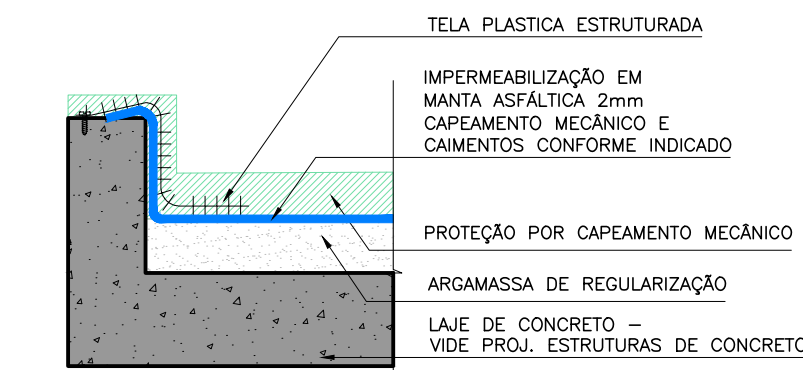 TELA PLASTICA ESTRUTURADA
IMPERMEABILIZAÇÃO EM
MANTA ASFÁLTICA 2mm
CAPEAMENTO MECÂNICO E
CAIMENTOS CONFORME INDICADO
PROTEÇÃO POR CAPEAMENTO MECÂNICO
ARGAMASSA DE REGULARIZAÇÃO
LAJE DE CONCRETO –
VIDE PROJ. ESTRUTURAS DE CONCRETO